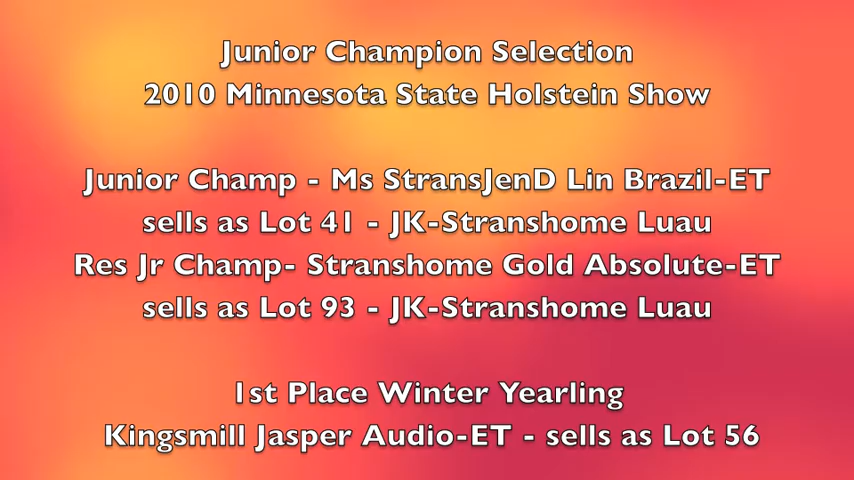 Junior Champion Selection
2010 Minnesota State Holstein Show
Junior Champ - Ms StransJenD Lin Brazil-ET
sells as Lot 41 - JK-Stranshome Luau
Res Jr Champ- Stranshome Gold Absolute-ET
sells as Lot 93 - JK-Stranshome Luau
1st Place Winter Yearling
Kingsmill Jasper Audio-ET - sells as Lot 56